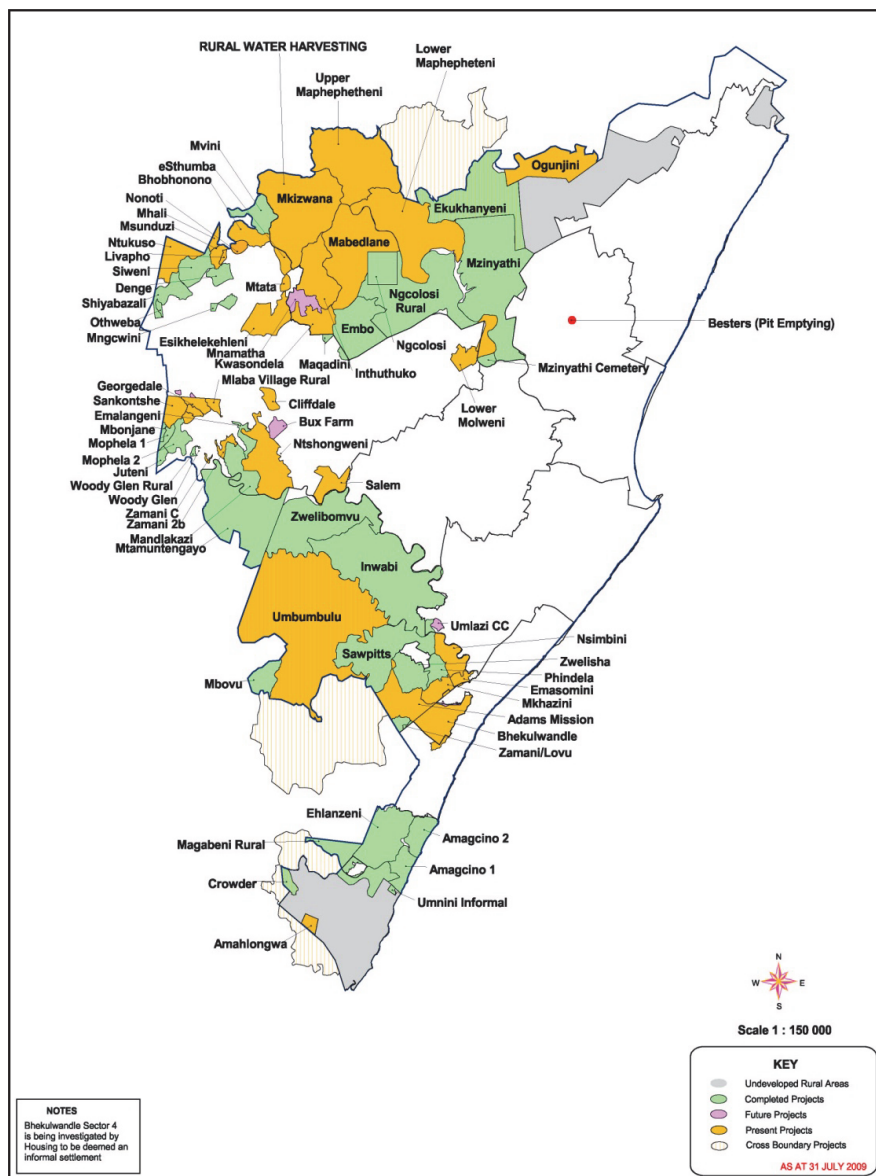 RURAL WATER HARVESTING
Lower
Maphepheteni
Upper
Maphephetheni
Mvini
eSthumba
Bhobhonono
Nonoti
Mhali
Msunduzi
Ntukuso
Livapho
Siweni
Denge
Shiyabazali
Othweba
Mngcwini
Mkizwana
Ogunjini
Ekukhanyeni
Mabedlane
Mzinyathi
Mtata
Ngcolosi
Rural
Besters (Pit Emptying)
Esikhelekehleni
Embo
Mnamatha
Ngcolosi
Kwasondela
Maqadini
Inthuthuko
Mzinyathi Cemetery
Mlaba Village Rural
Georgedale
Sankontshe
Cliffdale
Lower
Molweni
Emalangeni
Bux Farm
Mbonjane
Mophela 1
Ntshongweni
Mophela 2
Juteni
Salem
Woody Glen Rural
Woody Glen
Zamani C
Zamani 2b
Zwelibomvu
Mandlakazi
Mtamuntengayo
Inwabi
Umbumbulu
Umlazi CC
Nsimbini
Sawpitts
Zwelisha
Phindela
Mbovu
Emasomini
Mkhazini
Adams Mission
Bhekulwandle
Zamani/Lovu
Ehlanzeni
Magabeni Rural
Amagcino 2
Amagcino 1
Crowder
Umnini Informal
Amahlongwa
N
W
E
S
Scale 1 : 150 000
KEY
Undeveloped Rural Areas
Completed Projects
Future Projects
Present Projects
Cross Boundary Projects
AS AT 31 JULY 2009
NOTES
Bhekulwandle Sector 4
is being investigated by
Housing to be deemed an
informal settlement